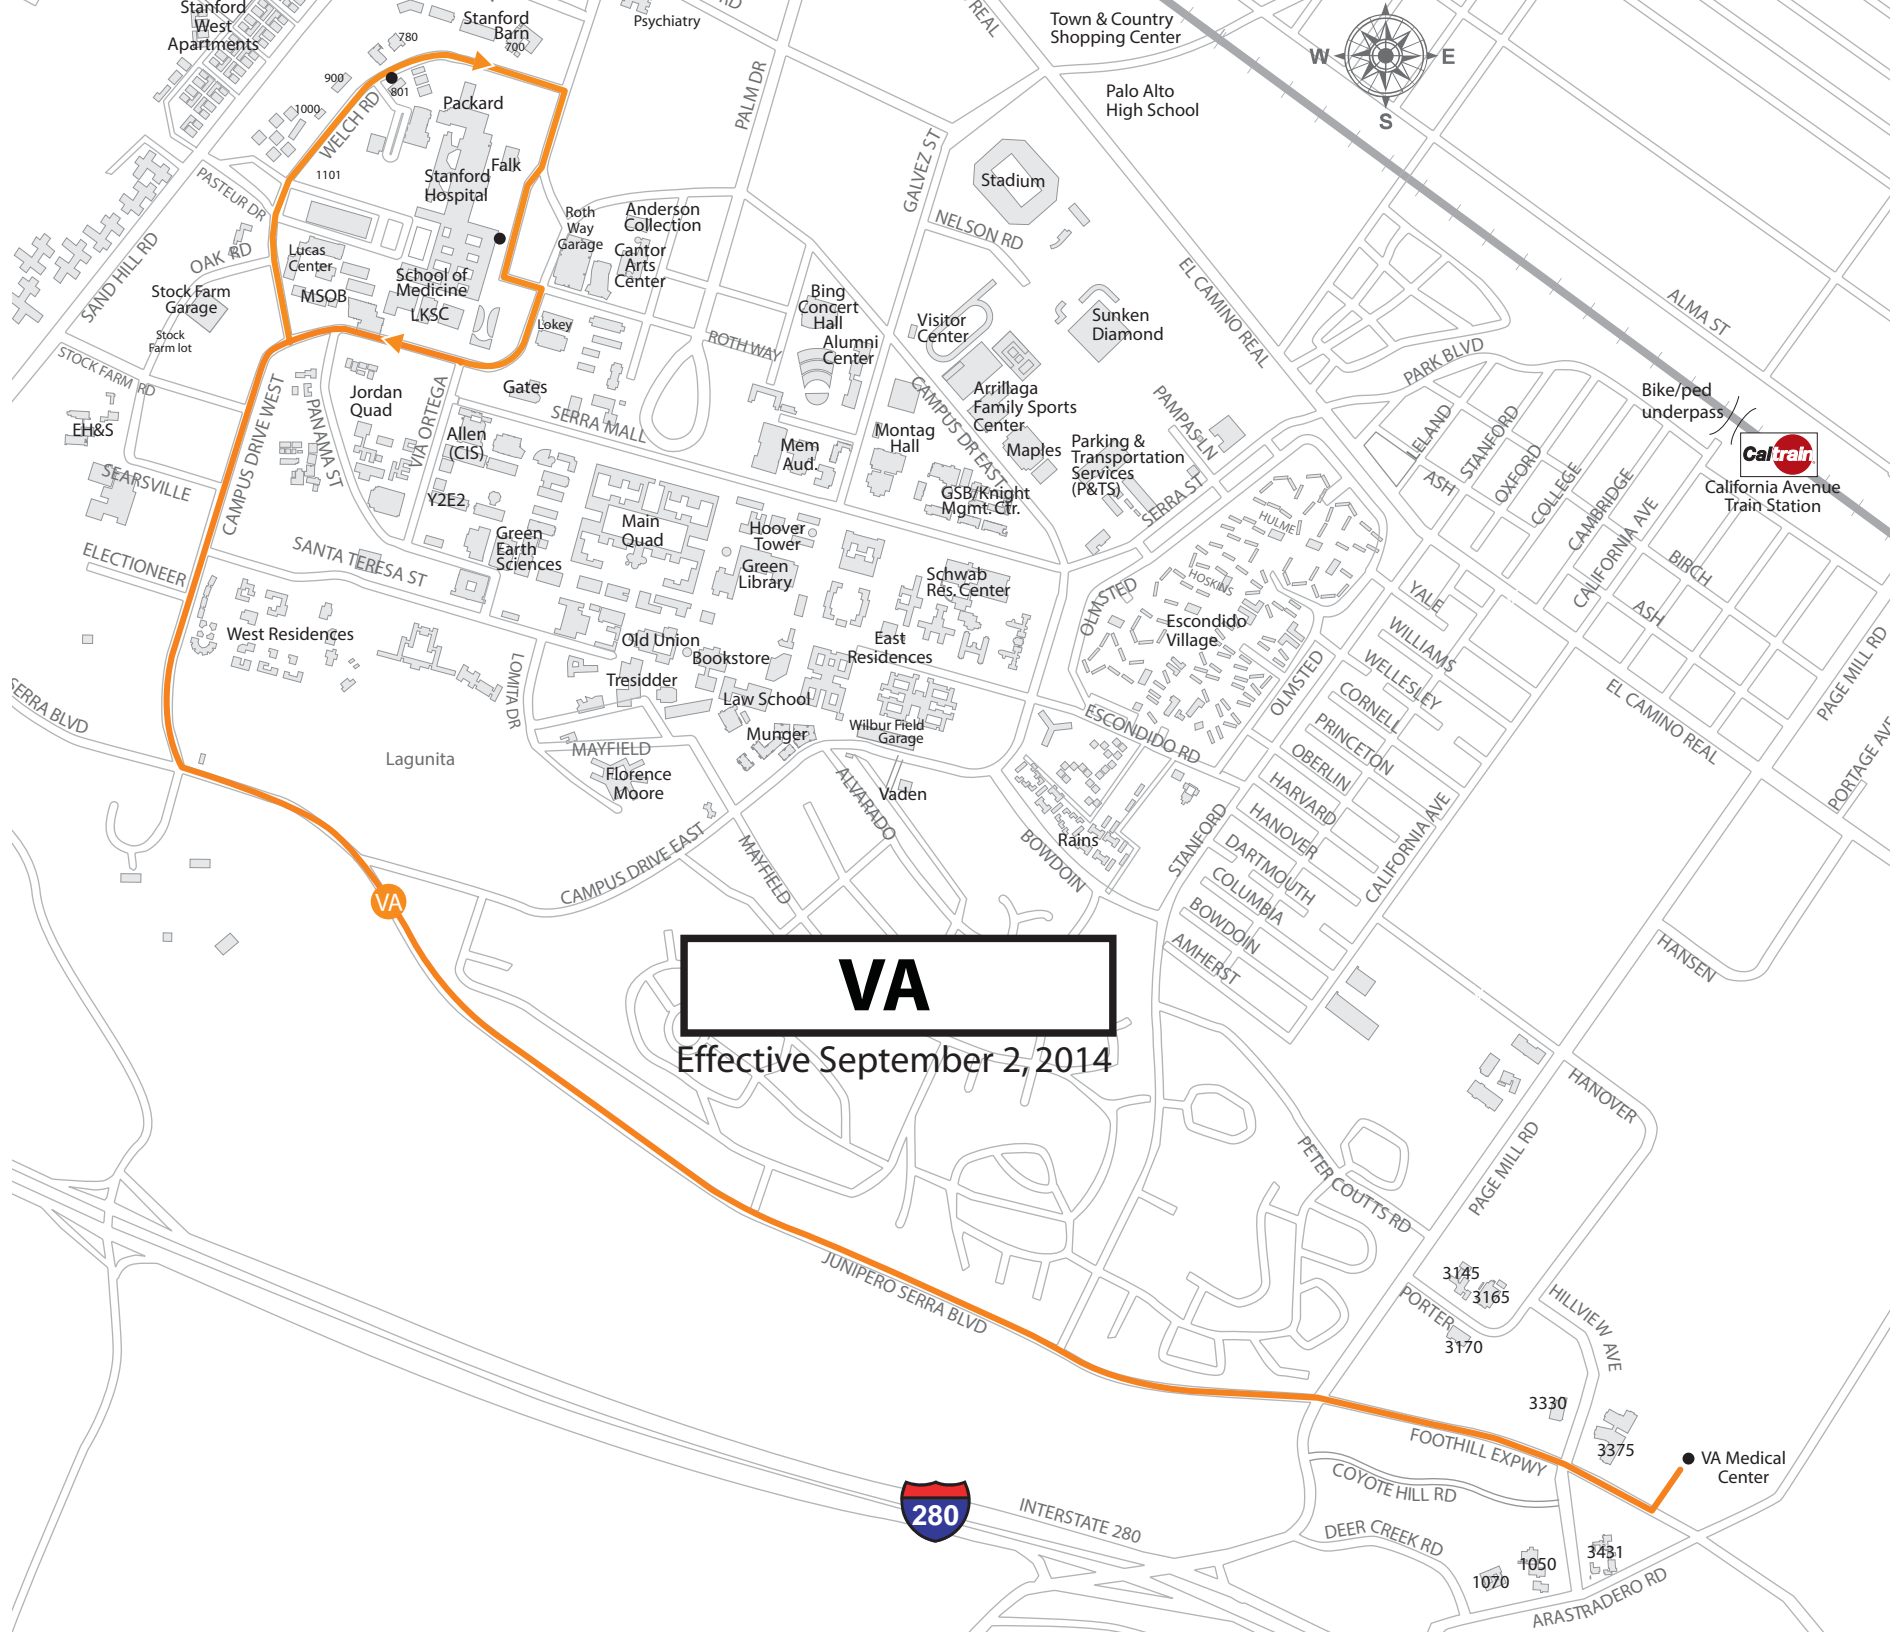 Stanford
West
Apartments
Stanford
Barn
700
780
Psychiatry
REAL
Town & Country
Shopping Center
W
E
S
Palo Alto
High School
900
801
1000
Packard
WELCH RD
PALM DR
1101
Falk
Stanford
Hospital
PASTEUR DR
GALVEZ ST
Stadium
NELSON RD
Roth
Way
Garage
Anderson
Collection
Cantor
Arts
Center
OAK RD
SAND HILL RD
Lucas
Center
School of
Medicine
MSOB
LKSC
Stock Farm
Garage
Stock
Farm lot
STOCK FARM RD
Lokey
ROTH WAY
Bing
Concert
Hall
Alumni
Center
Visitor
Center
Sunken
Diamond
EL CAMINO REAL
ALMA ST
PARK BLVD
Bike/ped
underpass
Caltrain
California Avenue
Train Station
EH&S
SEARSVILLE
CAMPUS DRIVE WEST
PANAMA ST
Jordan
Quad
VIA ORTEGA
Gates
SERRA MALL
Allen
(CIS)
Y2E2
Green
Earth
Sciences
Main
Quad
Mem
Aud.
Montag
Hall
CAMPUS DR EAST
Arrillaga
Family Sports
Center
Maples
Parking &
Transportation
Services
(P&TS)
PAMPAS LN
SERRA ST
GSB/Knight
Mgmt. Ctr.
HULME
HOSKINS
LELAND
ASH
STANFORD
OXFORD
COLLEGE
CAMBRIDGE
CALIFORNIA AVE
BIRCH
ASH
ELECTIONEER
SANTA TERESA ST
Hoover
Tower
Green
Library
Schwab
Res. Center
OLMSTED
Escondido
Village
YALE
WILLIAMS
WELLESLEY
CORNELL
PRINCETON
OBERLIN
HARVARD
HANOVER
DARTMOUTH
COLUMBIA
BOWDOIN
AMHERST
OLMSTED
EL CAMINO REAL
PAGE MILL RD
PORTAGE AVE
West Residences
SERRA BLVD
Lagunita
LOMITA DR
Old Union
Bookstore
Tresidder
Law School
East
Residences
Munger
Wilbur Field
Garage
ESCONDIDO RD
MAYFIELD
Florence
Moore
ALVARADO
Vaden
CAMPUS DRIVE EAST
MAYFIELD
BOWDOIN
Rains
STANFORD
CALIFORNIA AVE
HANSEN
VA
VA
Effective September 2, 2014
HANOVER
PETER COUTTS RD
PAGE MILL RD
JUNIPERO SERRA BLVD
3145
3165
PORTER
3170
HILLVIEW AVE
3330
3375
VA Medical
Center
FOOTHILL EXPWY
COYOTE HILL RD
280
INTERSTATE 280
DEER CREEK RD
1050
1070
3431
ARASTRADERO RD